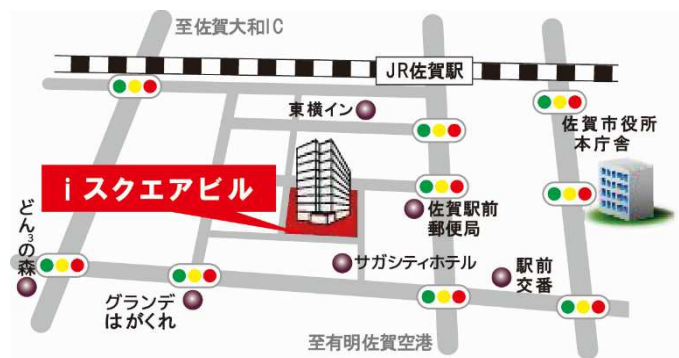 至佐賀大和IC
JR佐賀駅
東横イン
佐賀市役所
本庁舎
iスクエアビル
佐賀駅前
郵便局
どん3の森
サガシティホテル
駅前
交番
グランデ
はがくれ
至有明佐賀空港